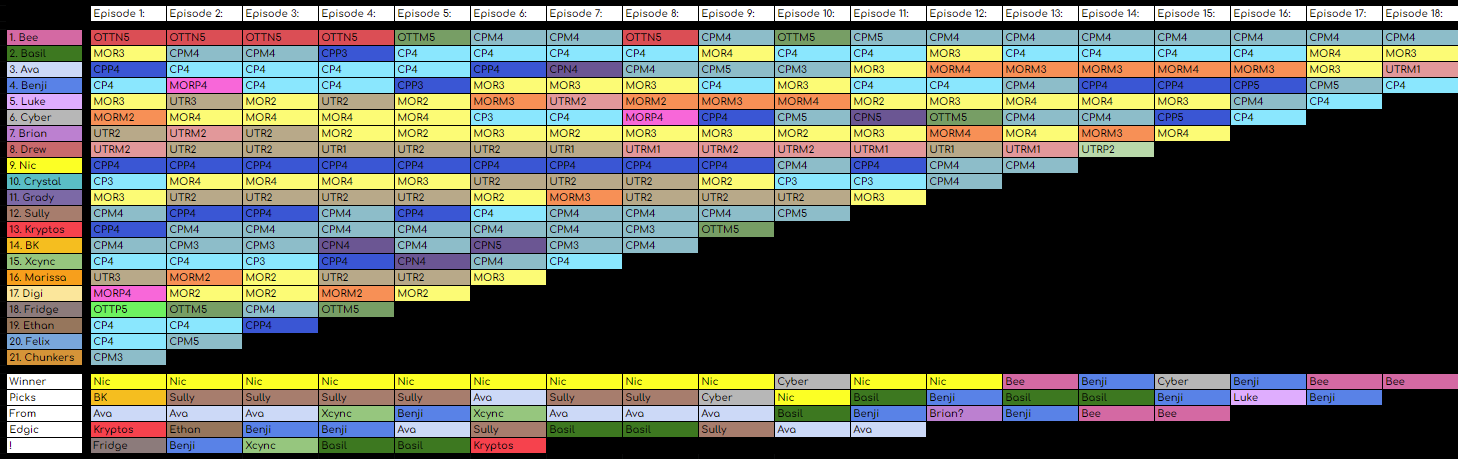 Episode 1: Episode 2: Episode 3: Episode 4: Episode 5: Episode 6: Episode 7: Episode 8: Episode 9: Episode 10: Episode 11: Episode 12: Episode 13: Episode 14: Episode 15: Episode 16: Episode 17: Episode 18:
1. Bee OTTN5 OTTN5 OTTN5 OTTN5 OTTM5 CPM4 CPM4 OTTN5 CPM4 OTTM5 CPM4 CPM4 CPM4 CPM4 CPM4 CPM4 CPM4 CPM4
2. Basil MOR3 CPM4 CPM4 CPP3 CP4 CP4 CP4 CP4 MOR4 CP4 CP4 MOR3 CP4 CP4 CP4 CP4 MOR4 MOR3
3. Ava CPP4 CP4 CP4 CP4 CP4 CPP4 CPN4 CPM4 CPM5 CPM3 MOR3 MORM4 MORM3 MORM3 MORM4 MORM3 MOR3 UTRM1
4. Benji CP4 MORP4 CP4 CP4 CPP3 CP4 CP4 CP4 CP4 MOR3 CP4 CP4 CPM4 CPP4 CPP4 CPP5 CPM5 CP4
5. Luke MOR3 UTR3 MOR2 UTR2 MOR2 MORM3 UTRM2 MORM2 MORM3 MORM4 MOR2 MOR2 MOR3 MOR2 MOR3 CPM4 CP4
6. Cyber MORM2 MOR4 MOR3 MOR3 MOR4 CP3 CP4 MORP4 CPP4 CPM5 CPN5 OTTM5 CPM4 CPM4 CPP5 CP4
7. Brian UTR2 UTRM2 UTR2 MOR2 MOR2 MOR2 MOR3 MOR3 MOR3 MOR3 MOR3 MORM4 MOR4 MORM3 MOR4
8. Drew UTRM2 UTR2 UTR2 UTR1 UTR2 UTR2 UTR2 UTRM1 UTRM2 UTRM2 UTRM1 UTR1 UTRM1 UTRP2
9. Nic CPP4 CPP4 CPP4 CPP4 CPP4 CPP4 CPP4 CPP4 CPP4 CPM4 CPP4 CPM4 CPM4
10. Crystal CP3 MOR4 MOR4 MOR4 MOR3 UTR2 UTR2 UTR2 MOR2 CP3 CP3 CPM4
11. Grady MOR3 UTR2 UTR2 UTR2 UTR2 MOR2 MORM3 UTR2 UTR2 UTR2 MOR3
12. Sully CPM4 CPP4 CPP4 CPM4 CPP4 CP4 CPM4 CPM4 CPM4 CPM5
13. Kryptos CPP4 CPM4 CPM4 CPM4 CPM4 CPM4 CPM4 CPM3 OTTM5
14. BK CPM4 CPM3 CPM3 CPN4 CPM4 CPN5 CPM3 CPM4
15. Xcync CP4 CP4 CP3 CPP4 CPN4 CPM4 CP4
16. Marissa UTR3 MORM2 MOR2 UTR2 UTR2 MOR3
17. Digi MORP4 MOR2 MOR2 MORM2 MOR2
18. Fridge OTTP5 OTTM5 CPM4 OTTM5
19. Ethan CP4 CP4 CPP4
20. Felix CP4 CPM5
21. Chunkers CPM3
Winner Nic Nic Nic Nic Nic Nic Nic Nic Nic Cyber Nic Nic Bee Benji Cyber Benji Bee Bee
Picks BK Sully Sully Sully Sully Ava Sully Sully Cyber Nic Basil Benji Basil Basil Benji Luke Benji
From Ava Ava Ava Xcync Benji Xcync Ava Ava Ava Basil Benji Brian? Benji Bee Bee
Edgic Kryptos Ethan Benji Benji Ava Sully Basil Basil Sully Ava Ava
! Fridge Benji Xcync Basil Basil Kryptos